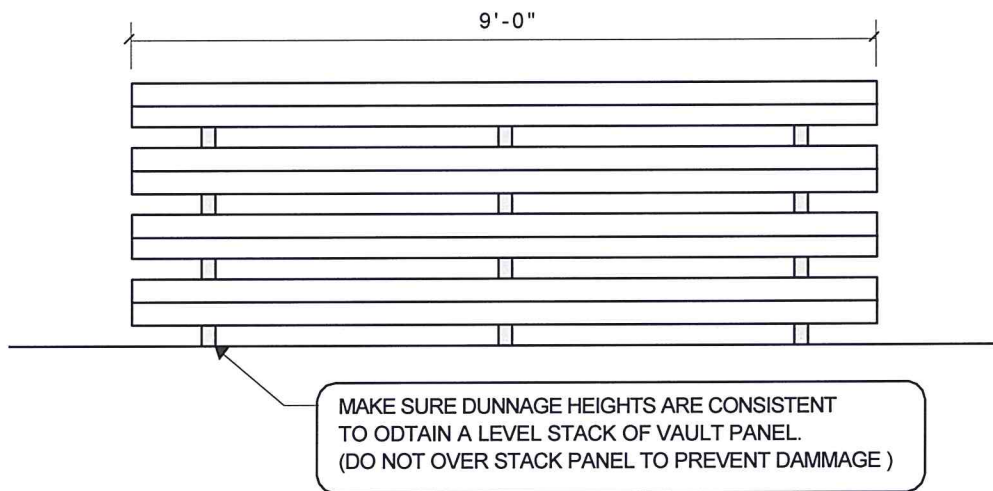 9'-0"
MAKE SURE DUNNAGE HEIGHTS ARE CONSISTENT
TO ODTAIN A LEVEL STACK OF VAULT PANEL.
(DO NOT OVER STACK PANEL TO PREVENT DAMMAGE )